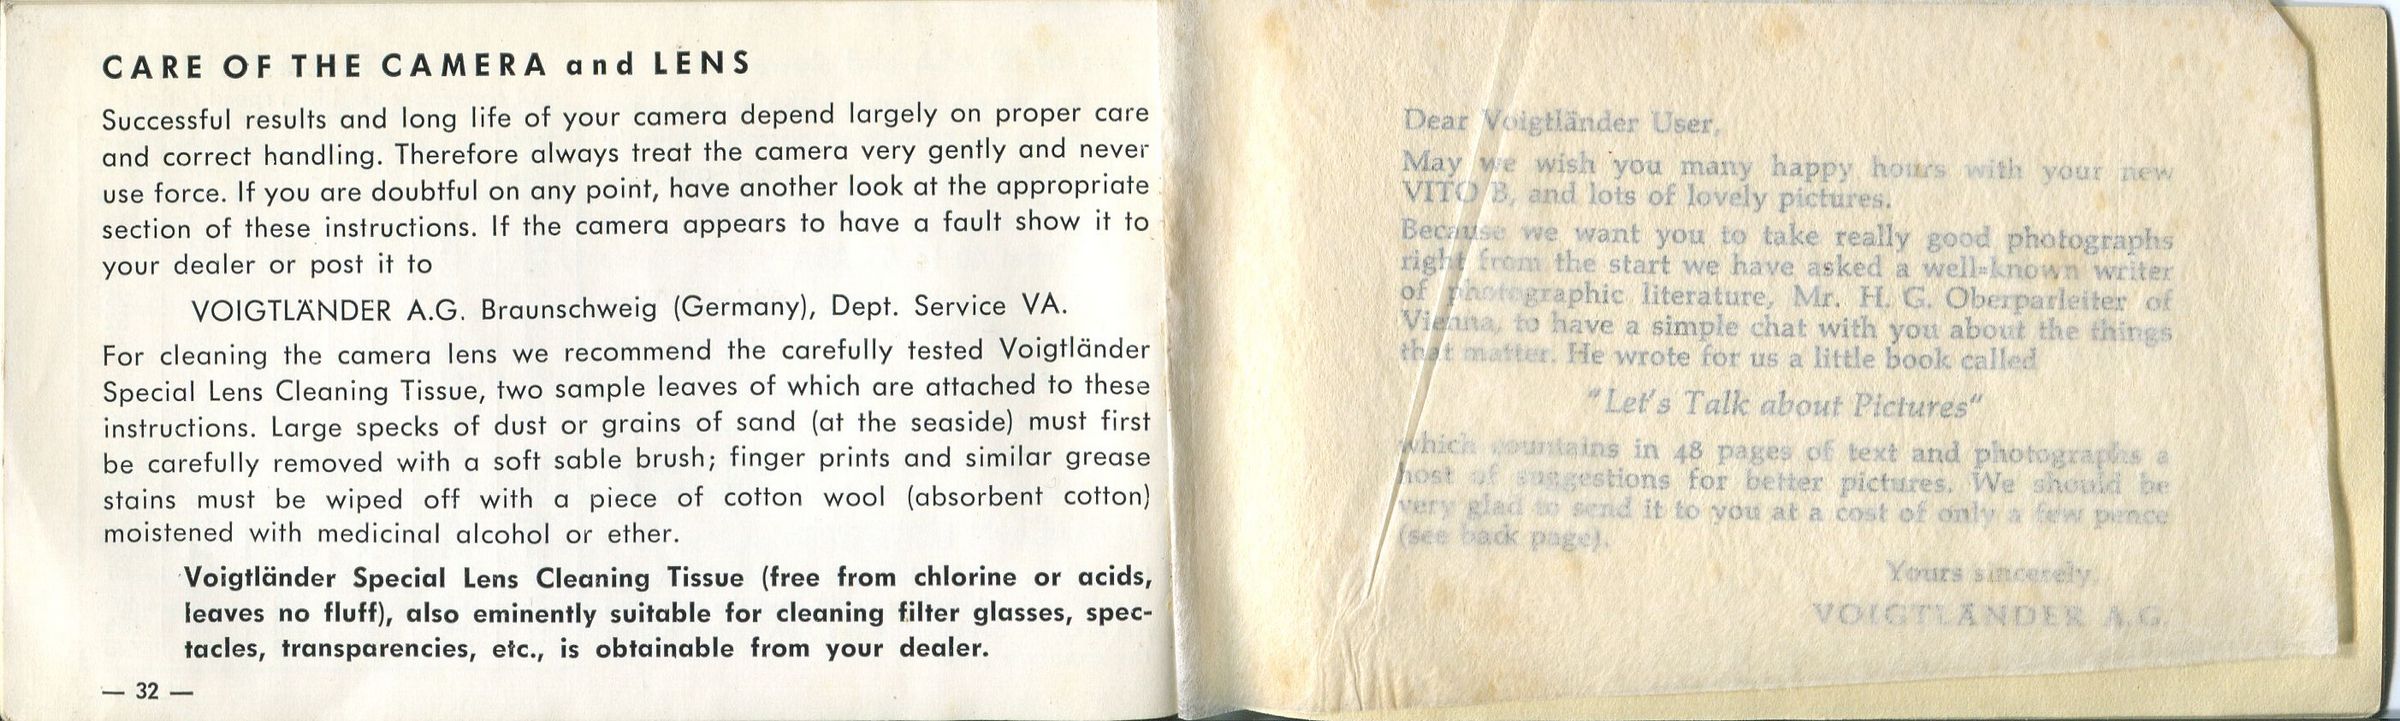 CARE OF THE CAMERA and LENS
Successful results and long life of your camera depend largely on proper care
and correct handling. Therefore always treat the camera very gently and never
use force. If you are doubtful on any point, have another look at the appropriate
section of these instructions. If the camera appears to have a fault show it to
your dealer or post it to
VOIGTLÄNDER A.G. Braunschweig (Germany), Dept. Service VA.
For cleaning the camera lens we recommend the carefully tested Voigtländer
Special Lens Cleaning Tissue, two sample leaves of which are attached to these
instructions. Large specks of dust or grains of sand (at the seaside) must first
be carefully removed with a soft sable brush; finger prints and similar grease
stains must be wiped off with a piece of cotton wool (absorbent cotton)
moistened with medicinal alcohol or ether.
Voigtländer Special Lens Cleaning Tissue (free from chlorine or acids,
leaves no fluff), also eminently suitable for cleaning filter glasses, spec-
tacles, transparencies, etc., is obtainable from your dealer.
— 32 —
Dear Voigtländer User,
May we wish you many happy hours with your new
VITO B, and lots of lovely pictures.
Because we want you to take really good photographs
right from the start we have asked a well-known writer
of photographic literature, Mr. H. G. Oberparleiter of
Vienna, to have a simple chat with you about the things
that matter. He wrote for us a little book called
"Let's Talk about Pictures"
which countains in 48 pages of text and photographs a
host of suggestions for better pictures. We should be
very glad to send it to you at a cost of only a few pence
(see back page).
Yours sincerely,
VOIGTLÄNDER A.G.